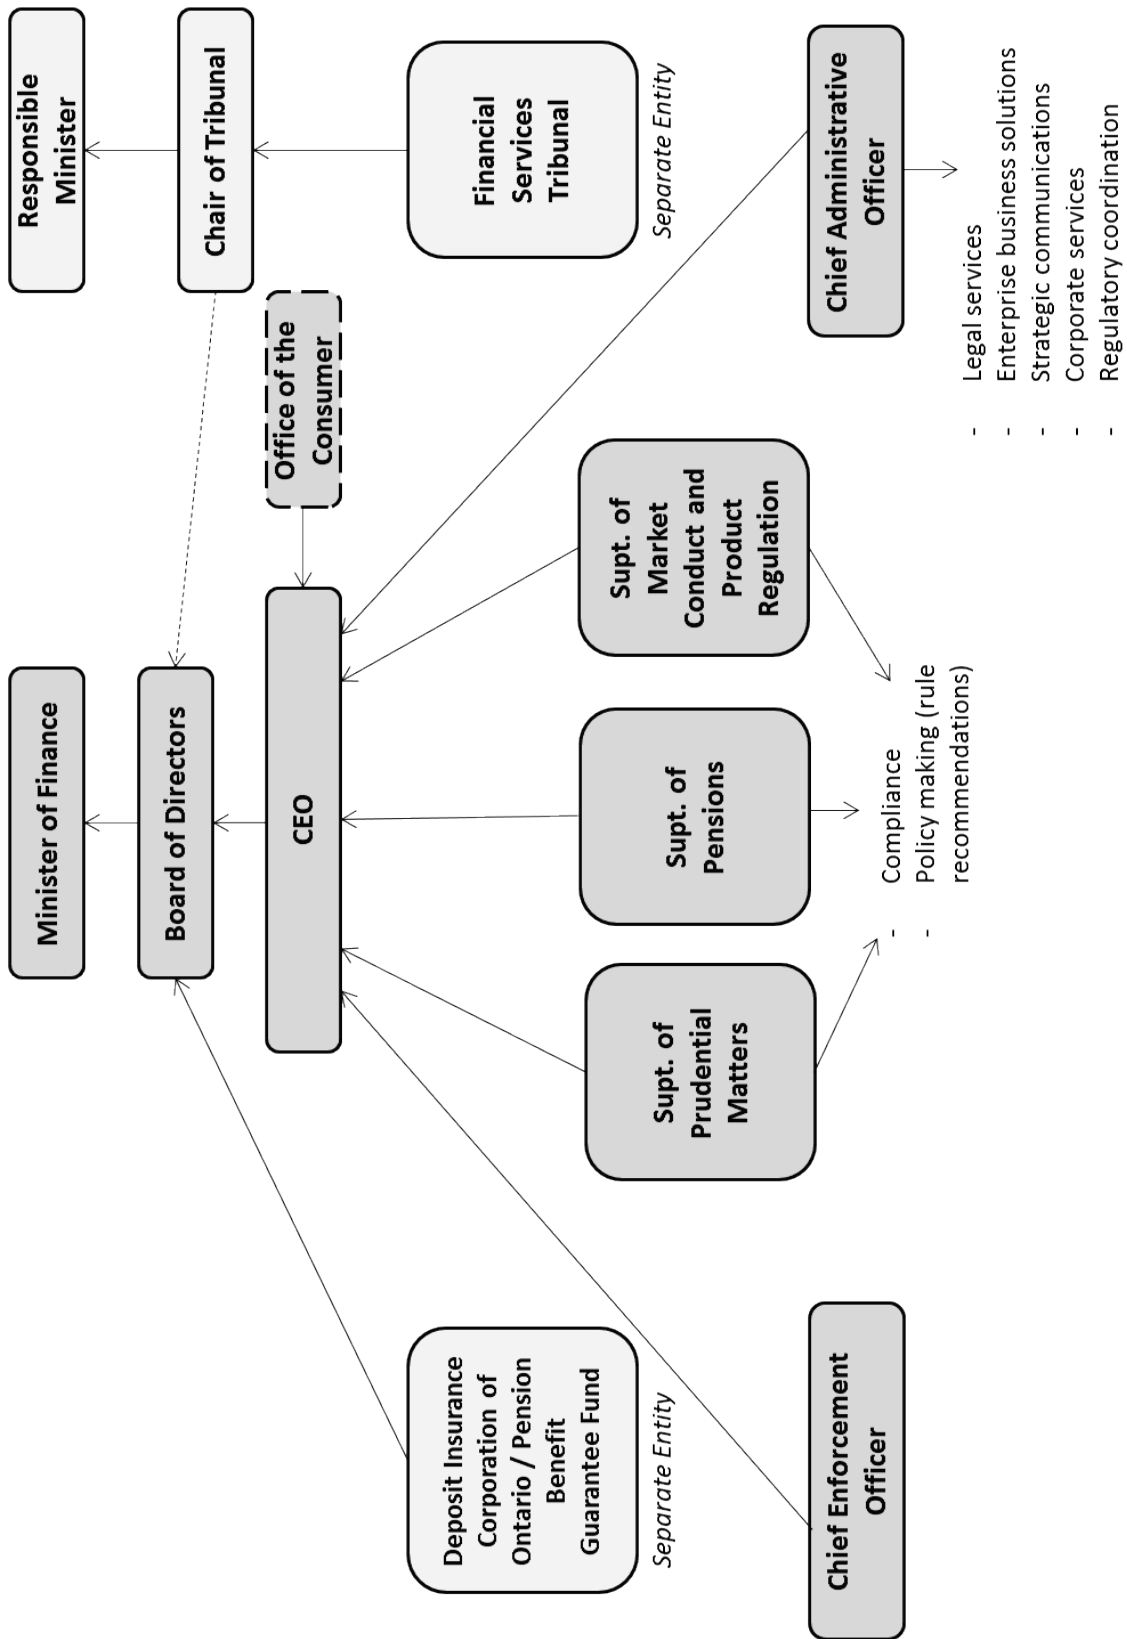 Minister of Finance
Responsible
Minister
Board of Directors
Chair of Tribunal
CEO
Office of the
Consumer
Deposit Insurance
Corporation of
Ontario / Pension
Benefit
Guarantee Fund
Separate Entity
Financial
Services
Tribunal
Separate Entity
Supt. of
Prudential
Matters
Supt. of
Pensions
Supt. of
Market
Conduct and
Product
Regulation
Chief Enforcement
Officer
- Compliance
- Policy making (rule
recommendations)
Chief Administrative
Officer
- Legal services
- Enterprise business solutions
- Strategic communications
- Corporate services
- Regulatory coordination